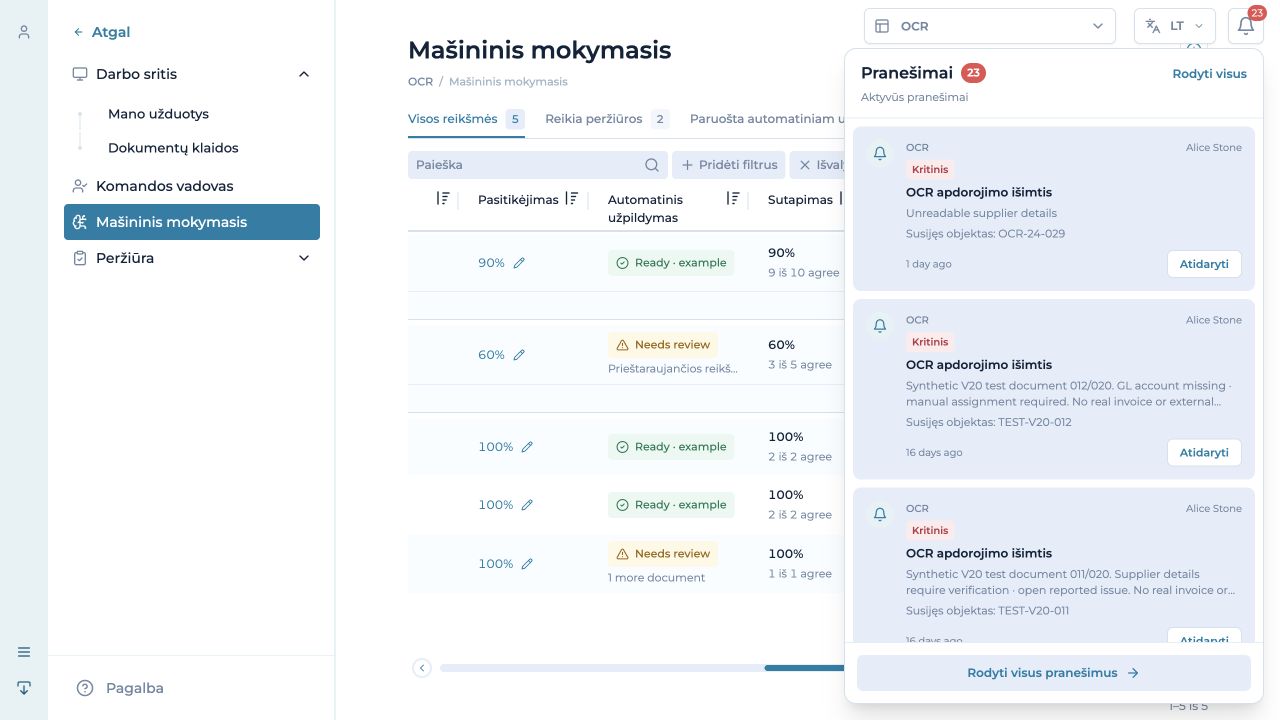 Atgal
Darbo sritis
Mano užduotys
Dokumentų klaidos
Komandos vadovas
Mašininis mokymasis
Peržiūra
Pagalba
OCR
LT
23
Mašininis mokymasis
OCR / Mašininis mokymasis
Visos reikšmės 5
Reikia peržiūros 2
Paruošta automatiniam
Paieška
Pridėti filtrus
Pasitikėjimas
Automatinis
užpildymas
Sutapimas
90%
Ready · example
90%
9 iš 10 agree
60%
Needs review
Prieštaraujančios reikš...
60%
3 iš 5 agree
100%
Ready · example
100%
2 iš 2 agree
100%
Ready · example
100%
2 iš 2 agree
100%
Needs review
1 more document
100%
1 iš 1 agree
1–5 iš 5
Pranešimai 23
Rodyti visus
Aktyvūs pranešimai
OCR
Alice Stone
Kritinis
OCR apdorojimo išimtis
Unreadable supplier details
Susijęs objektas: OCR-24-029
1 day ago
Atidaryti
OCR
Alice Stone
Kritinis
OCR apdorojimo išimtis
Synthetic V20 test document 012/020. GL account missing ·
manual assignment required. No real invoice or external...
Susijęs objektas: TEST-V20-012
16 days ago
Atidaryti
OCR
Alice Stone
Kritinis
OCR apdorojimo išimtis
Synthetic V20 test document 011/020. Supplier details
require verification · open reported issue. No real invoice or...
Susijęs objektas: TEST-V20-011
16 days ago
Atidaryti
Rodyti visus pranešimus